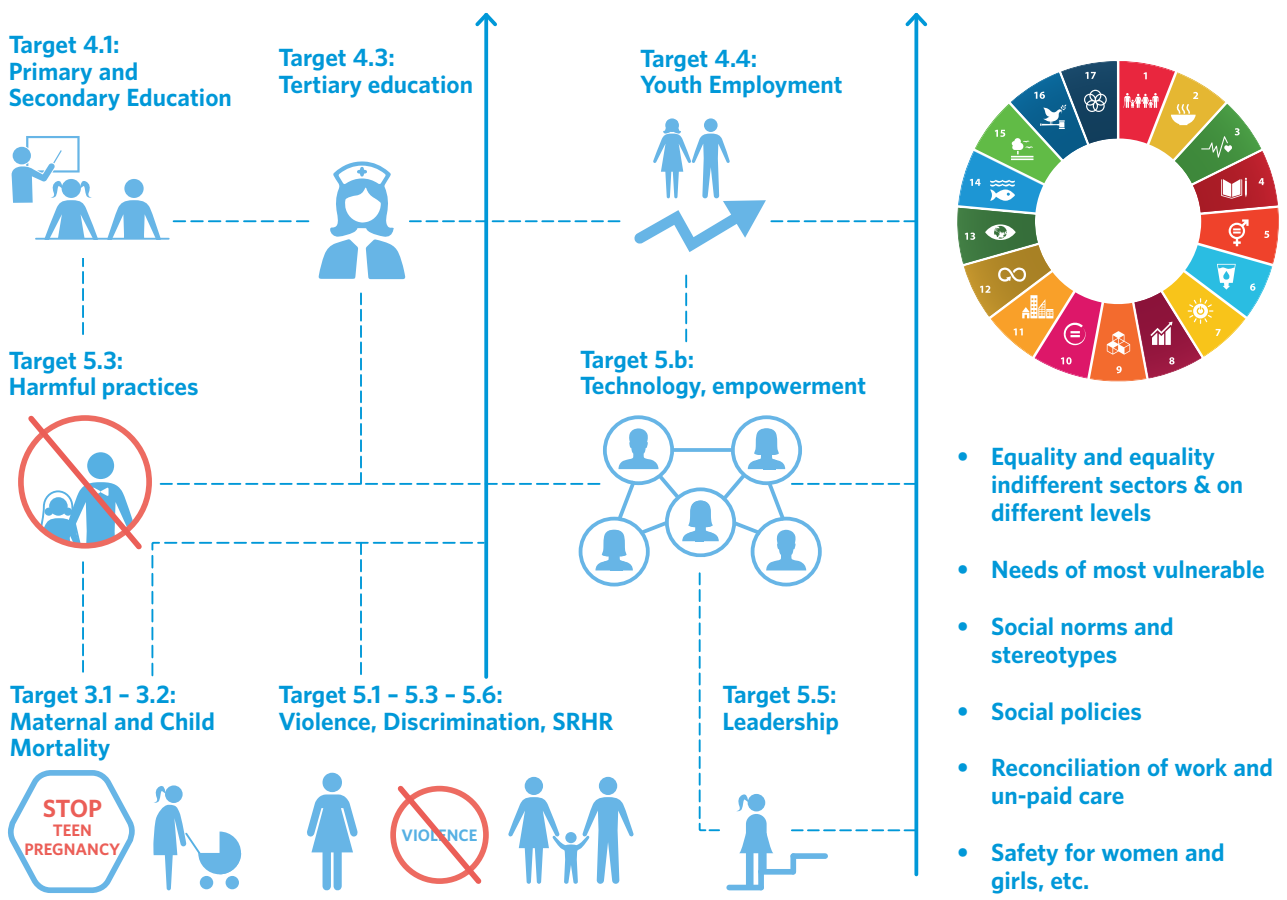 Target 4.1:
Primary and
Secondary Education
Target 4.3:
Tertiary education
Target 4.4:
Youth Employment
Target 5.3:
Harmful practices
Target 5.b:
Technology, empowerment
Target 3.1 – 3.2:
Maternal and Child
Mortality
STOP
TEEN
PREGNANCY
Target 5.1 – 5.3 – 5.6:
Violence, Discrimination, SRHR
VIOLENCE
Target 5.5:
Leadership
1
2
3
4
5
6
7
8
9
10
11
12
13
14
15
16
17
• Equality and equality
indifferent sectors & on
different levels
• Needs of most vulnerable
• Social norms and
stereotypes
• Social policies
• Reconciliation of work and
un-paid care
• Safety for women and
girls, etc.